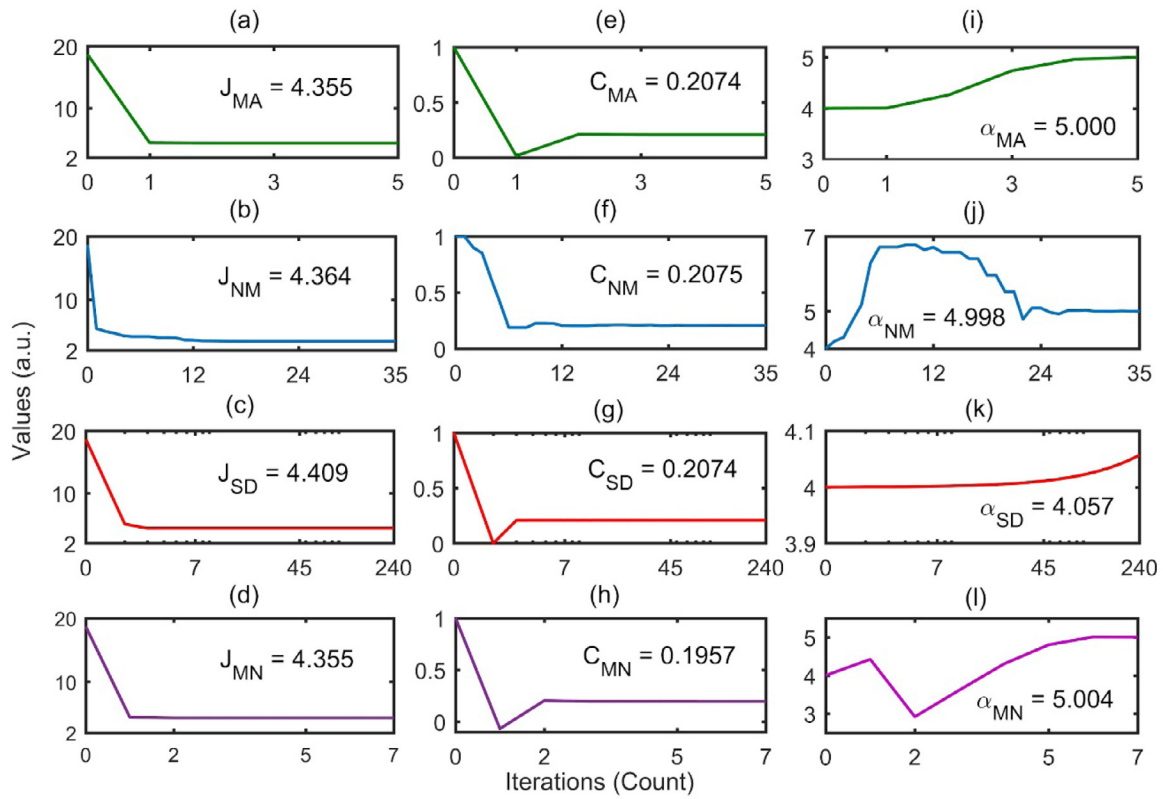 (a) (e) (i)
20 1 5
10 J_MA = 4.355 0.5 C_MA = 0.2074 4 α_MA = 5.000
2 0 3
0 1 3 5 0 1 3 5 0 1 3 5
(b) (f) (j)
20 1 7
10 J_NM = 4.364 0.5 C_NM = 0.2075 5 α_NM = 4.998
2 0 4
0 12 24 35 0 12 24 35 0 12 24 35
Values (a.u.)
(c) (g) (k)
20 1 4.1
10 J_SD = 4.409 0.5 C_SD = 0.2074 4 α_SD = 4.057
2 0 3.9
0 7 45 240 0 7 45 240 0 7 45 240
(d) (h) (l)
20 1 5
10 J_MN = 4.355 0.5 C_MN = 0.1957 4 α_MN = 5.004
2 0 3
0 2 5 7 0 2 5 7 0 2 5 7
Iterations (Count)